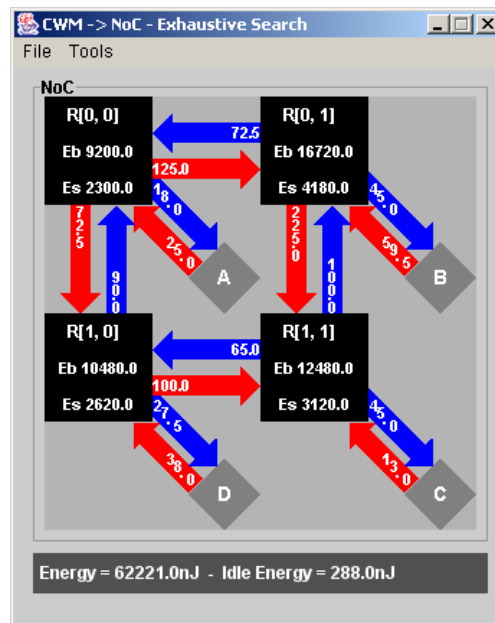 CWM -> NoC - Exhaustive Search
File Tools
NoC
R[0, 0]
Eb 9200.0
Es 2300.0
72.5
125.0
R[0, 1]
Eb 16720.0
Es 4180.0
18.0
25.0
A
45.0
59.5
B
72.5
90.0
225.0
100.0
R[1, 0]
Eb 10480.0
Es 2620.0
65.0
100.0
R[1, 1]
Eb 12480.0
Es 3120.0
27.5
38.0
D
45.0
13.0
C
Energy = 62221.0nJ - Idle Energy = 288.0nJ